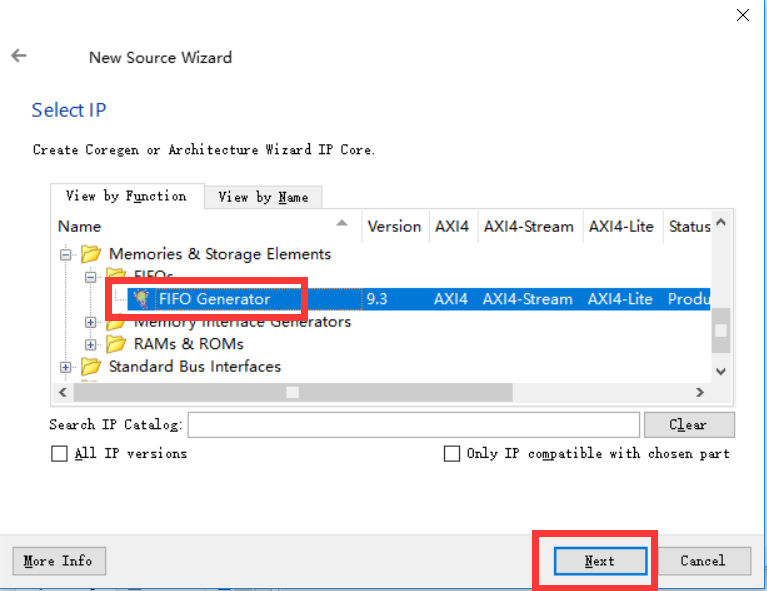 New Source Wizard
Select IP
Create Coregen or Architecture Wizard IP Core.
View by Function View by Name
Name Version AXI4 AXI4-Stream AXI4-Lite Status
Memories & Storage Elements
FIFOs
FIFO Generator 9.3 AXI4 AXI4-Stream AXI4-Lite Produ
Memory Interface Generators
RAMs & ROMs
Standard Bus Interfaces
Search IP Catalog: Clear
All IP versions Only IP compatible with chosen part
More Info Next Cancel